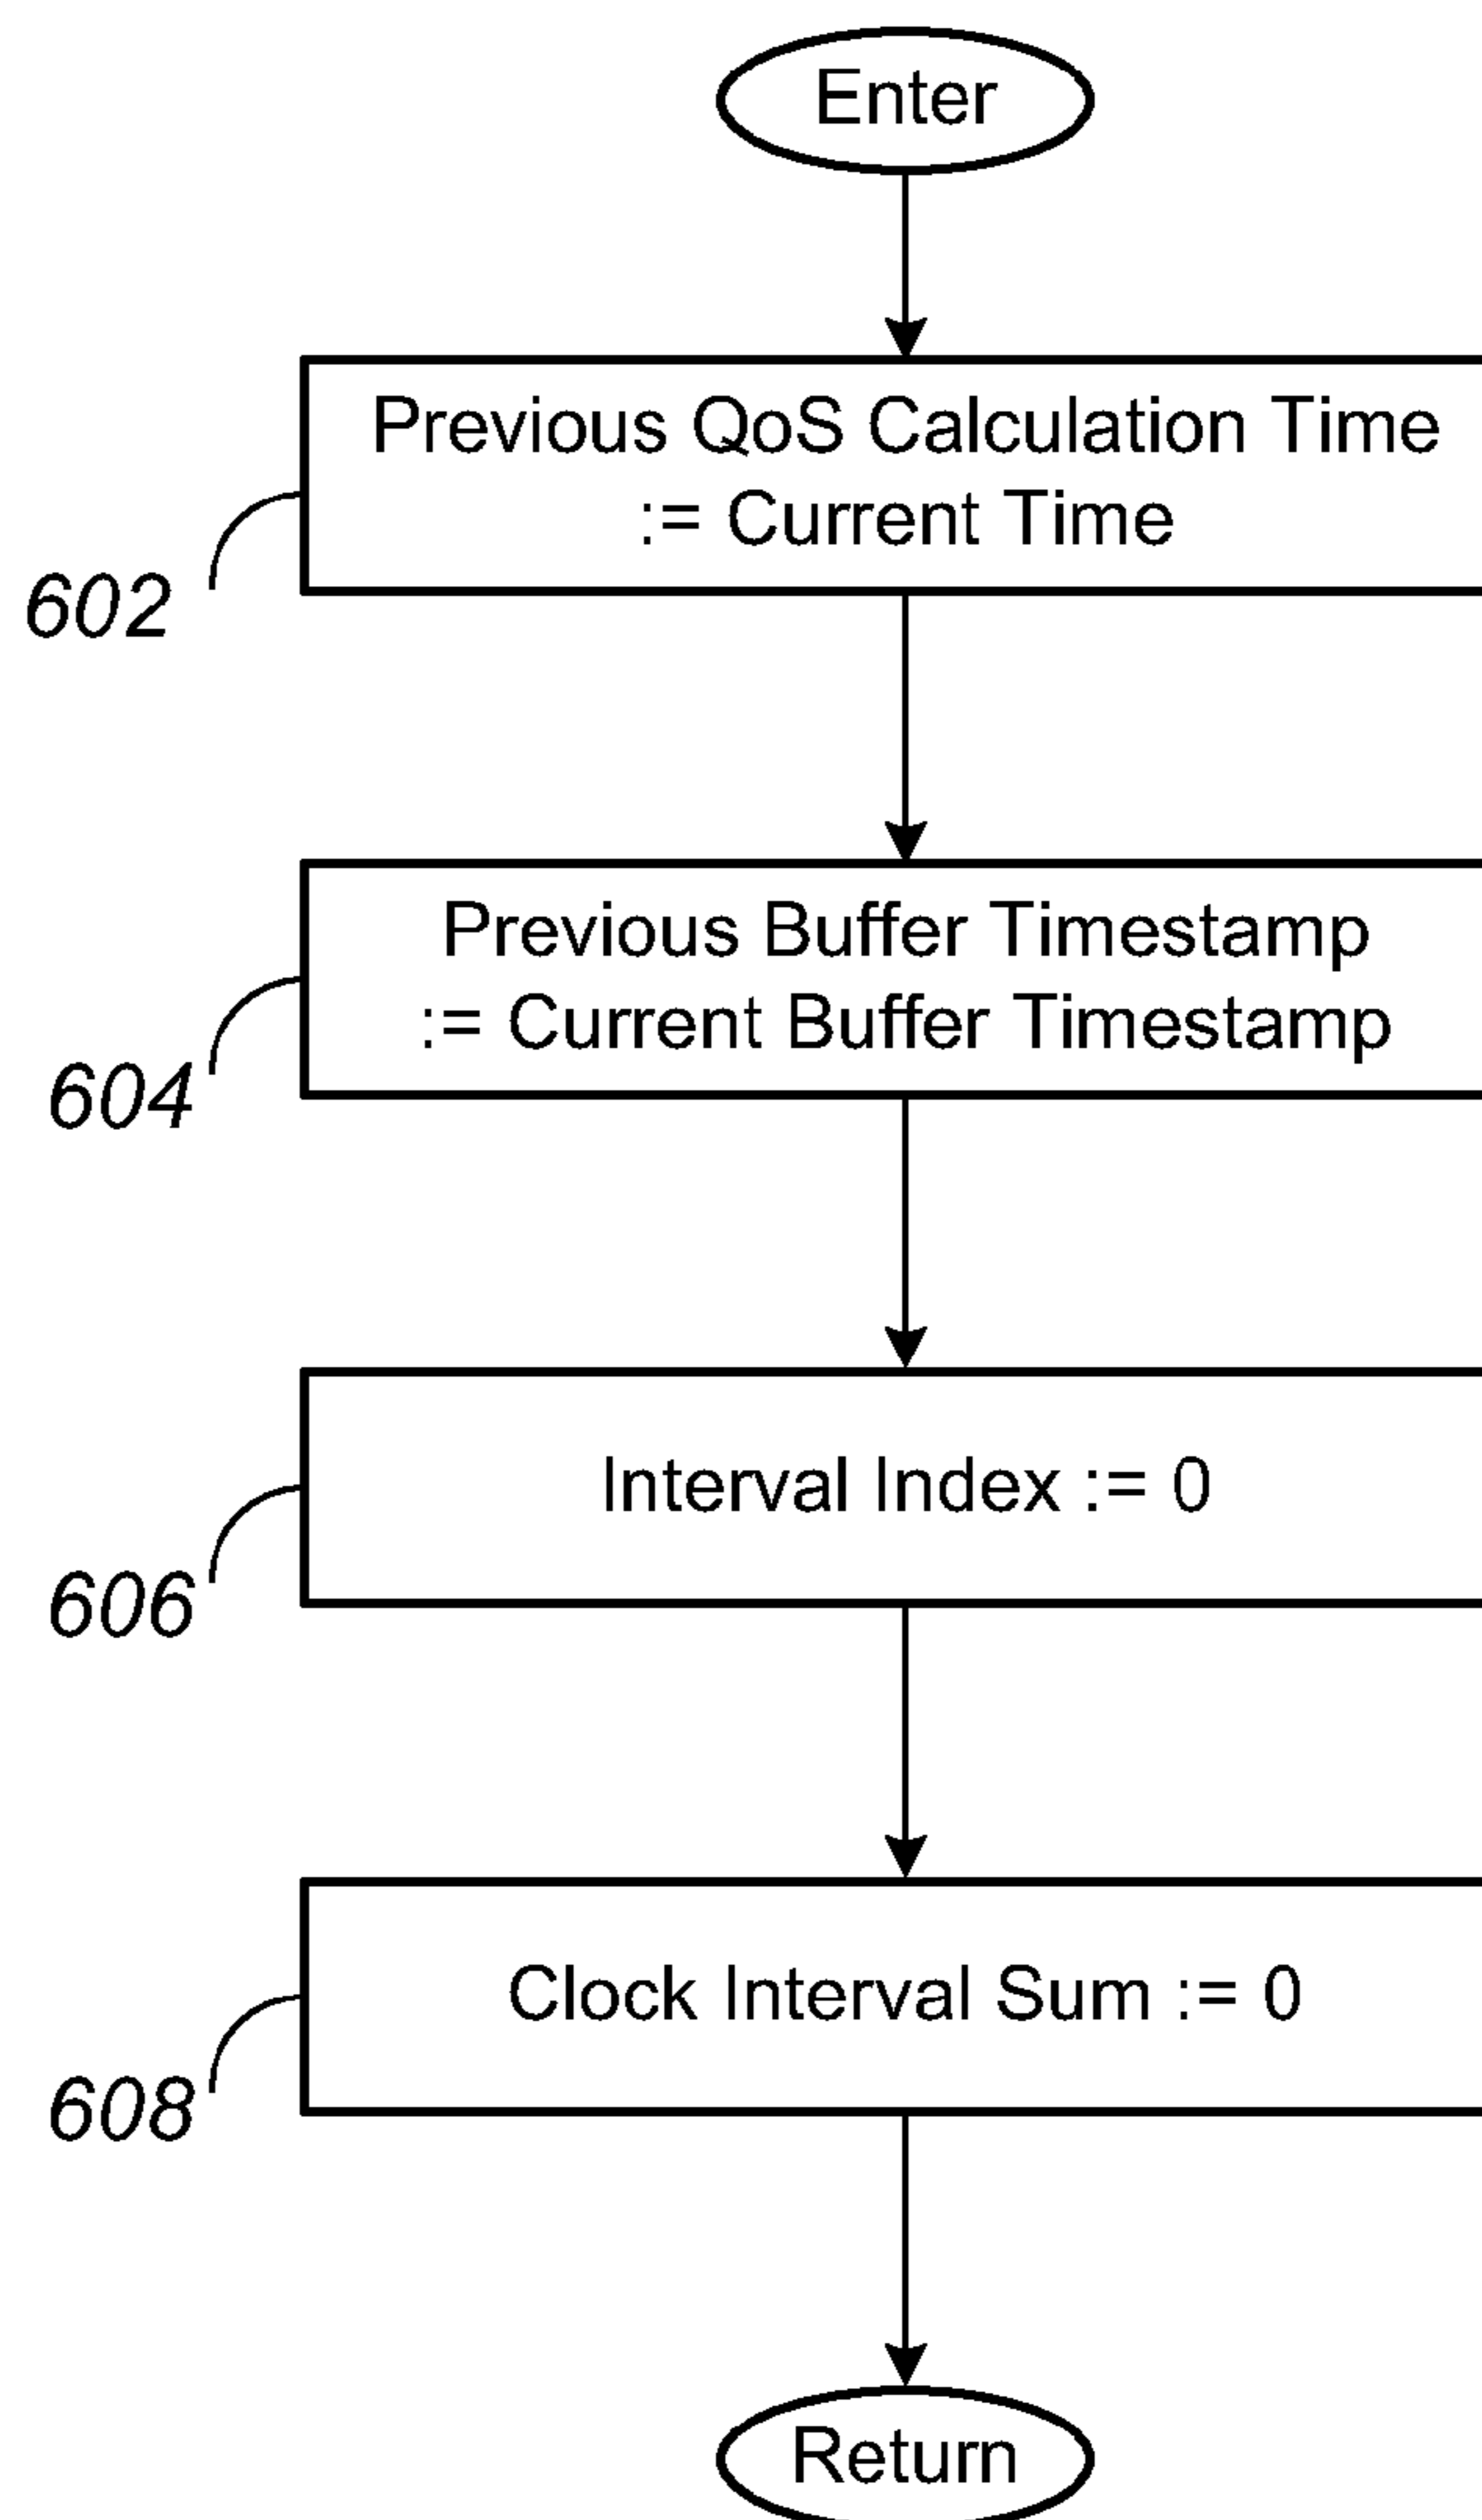 Enter
Previous QoS Calculation Time
:= Current Time
602
Previous Buffer Timestamp
:= Current Buffer Timestamp
604
Interval Index := 0
606
Clock Interval Sum := 0
608
Return